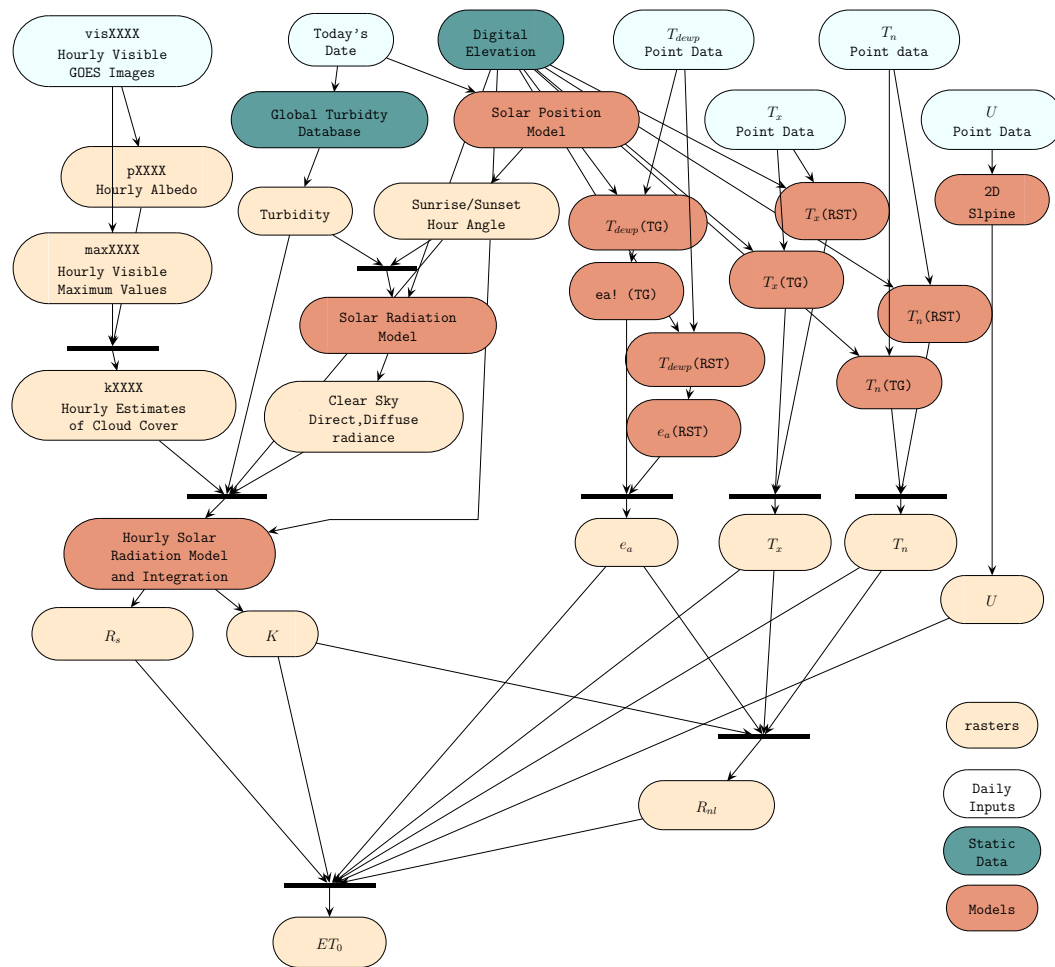 visXXXX
Hourly Visible
GOES Images
Today's
Date
Digital
Elevation
T_dewp
Point Data
T_n
Point data
Global Turbidty
Database
Solar Position
Model
T_x
Point Data
U
Point Data
pXXXX
Hourly Albedo
Turbidity
Sunrise/Sunset
Hour Angle
T_dewp(TG)
T_x(RST)
2D
Slpine
maxXXXX
Hourly Visible
Maximum Values
ea! (TG)
T_x(TG)
T_n(RST)
Solar Radiation
Model
T_dewp(RST)
T_n(TG)
kXXXX
Hourly Estimates
of Cloud Cover
Clear Sky
Direct,Diffuse
radiance
e_a(RST)
Hourly Solar
Radiation Model
and Integration
e_a
T_x
T_n
U
R_s
K
rasters
R_nl
Daily
Inputs
Static
Data
Models
ET_0